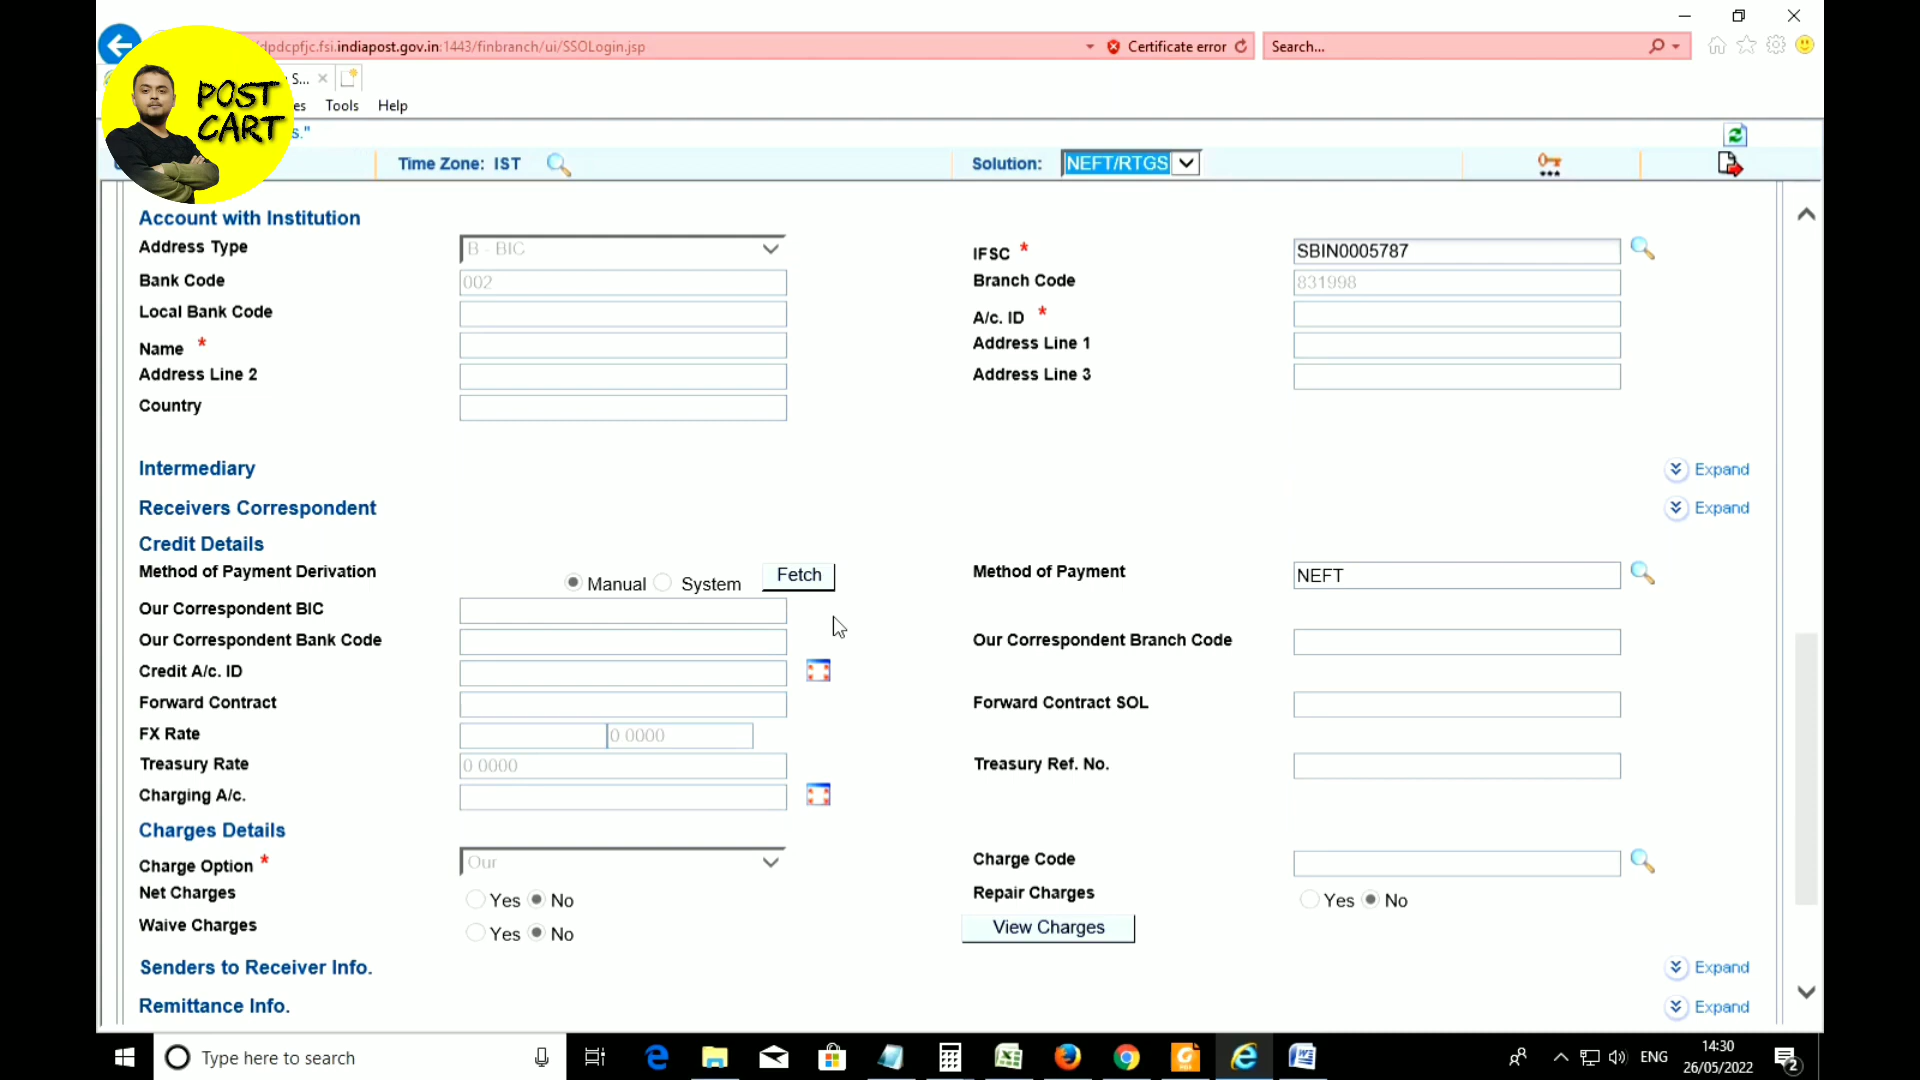 dpdcpfjc.fsi.indiapost.gov.in:1443/finbranch/ui/SSOLogin.jsp
Certificate error
Search...
S...
POST
CART
es
Tools
Help
s."
Time Zone: IST
Solution:
NEFT/RTGS
Account with Institution
Address Type
B - BIC
IFSC *
SBIN0005787
Bank Code
002
Branch Code
831998
Local Bank Code
A/c. ID *
Name *
Address Line 1
Address Line 2
Address Line 3
Country
Intermediary
Expand
Receivers Correspondent
Expand
Credit Details
Method of Payment Derivation
Manual
System
Fetch
Method of Payment
NEFT
Our Correspondent BIC
Our Correspondent Bank Code
Our Correspondent Branch Code
Credit A/c. ID
Forward Contract
Forward Contract SOL
FX Rate
0 0000
Treasury Rate
0 0000
Treasury Ref. No.
Charging A/c.
Charges Details
Charge Option *
Our
Charge Code
Net Charges
Yes
No
Repair Charges
Yes
No
Waive Charges
Yes
No
View Charges
Senders to Receiver Info.
Expand
Remittance Info.
Expand
Type here to search
ENG
14:30
26/05/2022
2